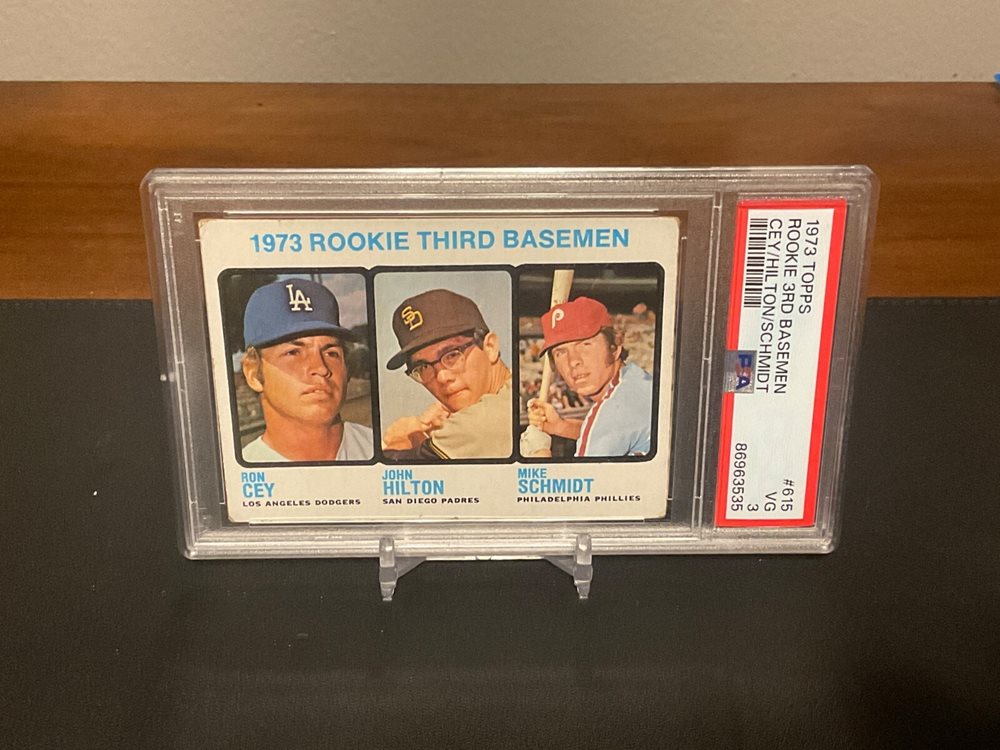 1973 ROOKIE THIRD BASEMEN
LA
SD
P
RON
CEY
LOS ANGELES DODGERS
JOHN
HILTON
SAN DIEGO PADRES
MIKE
SCHMIDT
PHILADELPHIA PHILLIES
1973 TOPPS
ROOKIE 3RD BASEMEN
CEY/HILTON/SCHMIDT
PSA
#615
VG
3
86963535